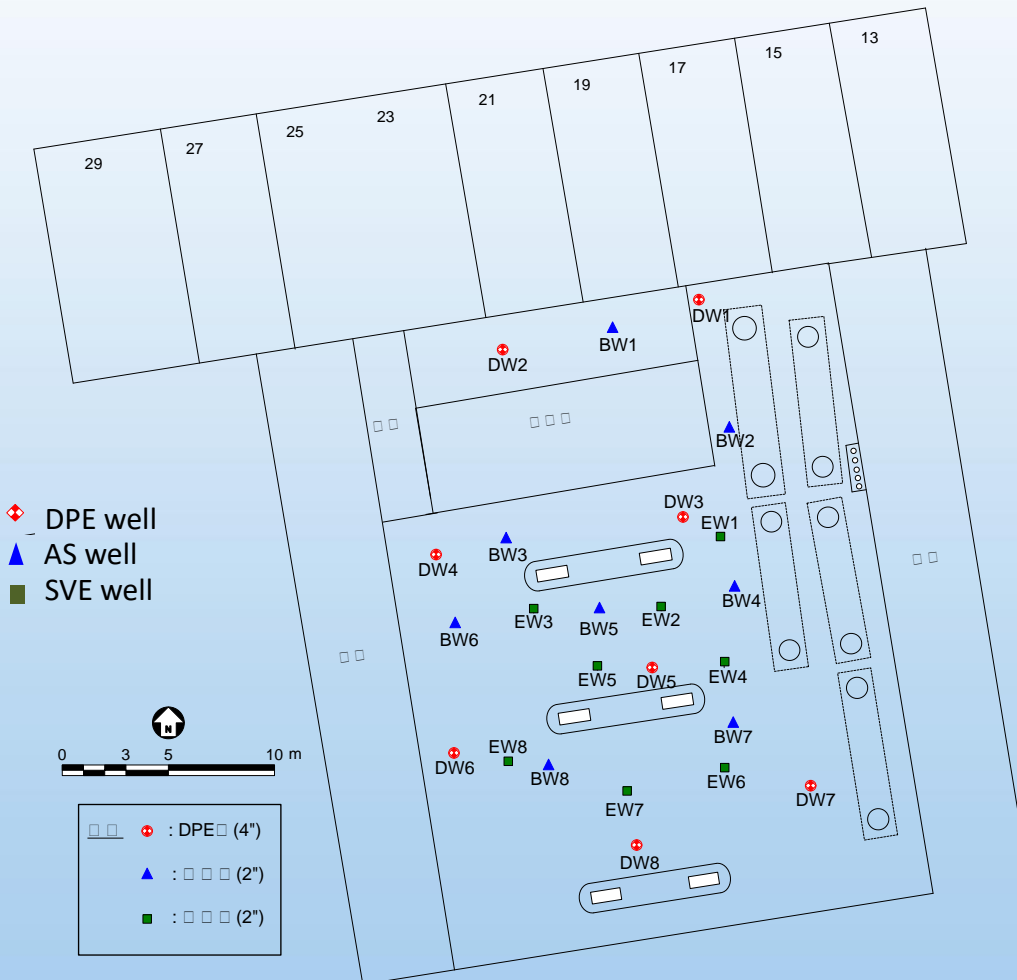 13
15
17
19
21
23
25
27
29
DW1
BW1
DW2
BW2
DW3
EW1
BW3
DW4
BW4
EW3
BW5
EW2
BW6
EW5
DW5
EW4
BW7
EW8
DW6
BW8
EW6
EW7
DW7
DW8
DPE well
AS well
SVE well
N
0 3 5 10 m
: DPE (4")
: (2")
: (2")